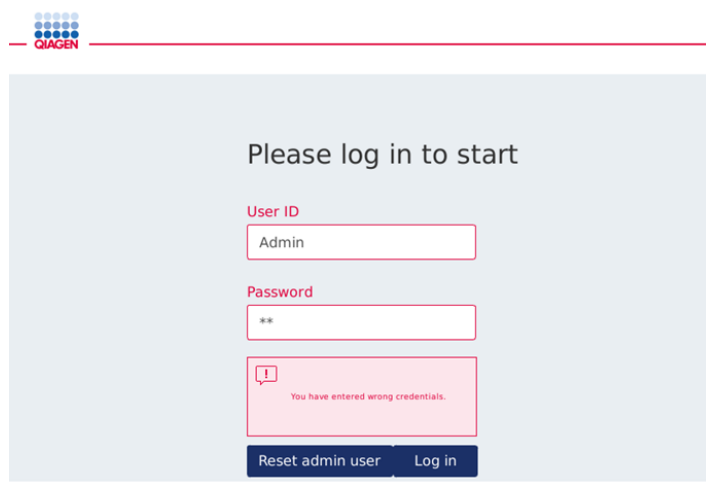 QIAGEN
Please log in to start
User ID
Admin
Password
**
!
You have entered wrong credentials.
Reset admin user
Log in